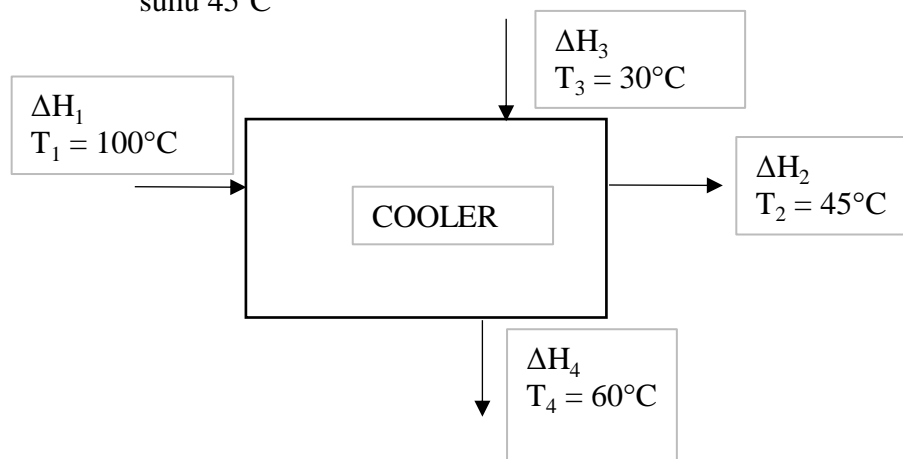 suhu 45°C
ΔH₃
T₃ = 30°C
ΔH₁
T₁ = 100°C
ΔH₂
T₂ = 45°C
COOLER
ΔH₄
T₄ = 60°C